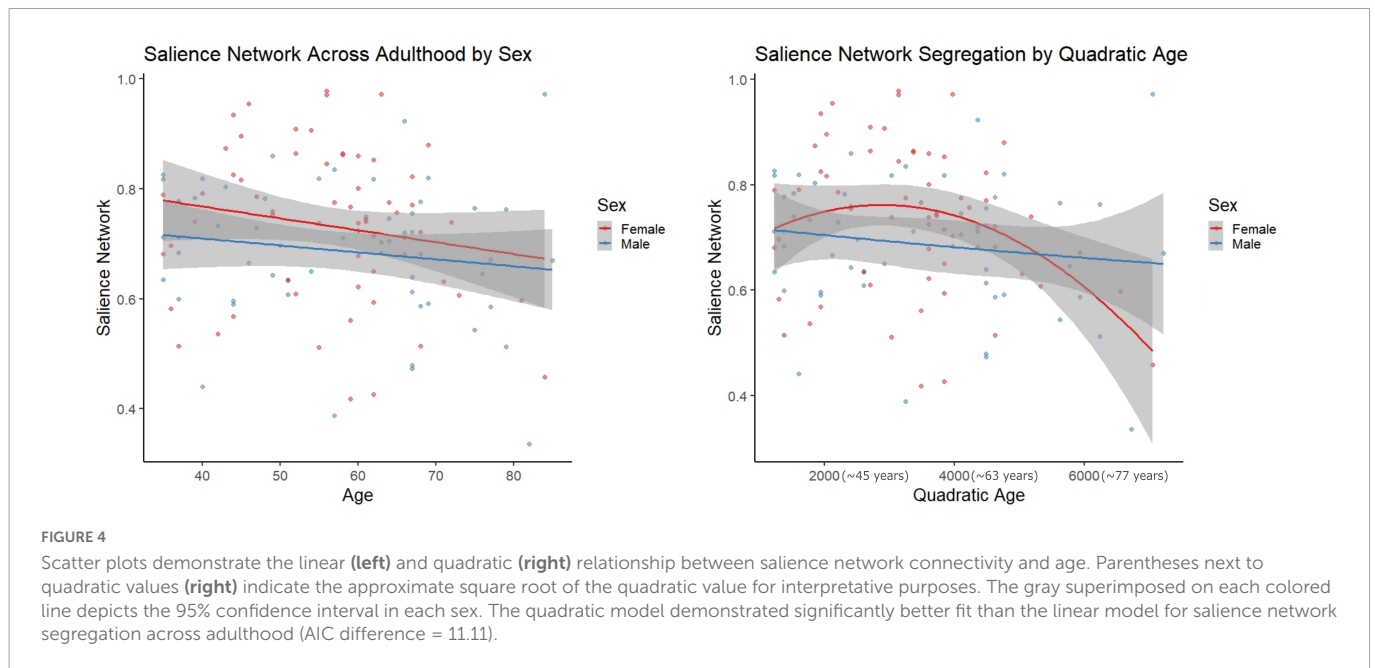 Salience Network Across Adulthood by Sex
1.0
0.8
0.6
0.4
Salience Network
40
50
60
70
80
Age
Sex
Female
Male
Salience Network Segregation by Quadratic Age
1.0
0.8
0.6
0.4
Salience Network
2000(~45 years)
4000(~63 years)
6000(~77 years)
Quadratic Age
Sex
Female
Male
FIGURE 4
Scatter plots demonstrate the linear (left) and quadratic (right) relationship between salience network connectivity and age. Parentheses next to
quadratic values (right) indicate the approximate square root of the quadratic value for interpretative purposes. The gray superimposed on each colored
line depicts the 95% confidence interval in each sex. The quadratic model demonstrated significantly better fit than the linear model for salience network
segregation across adulthood (AIC difference = 11.11).